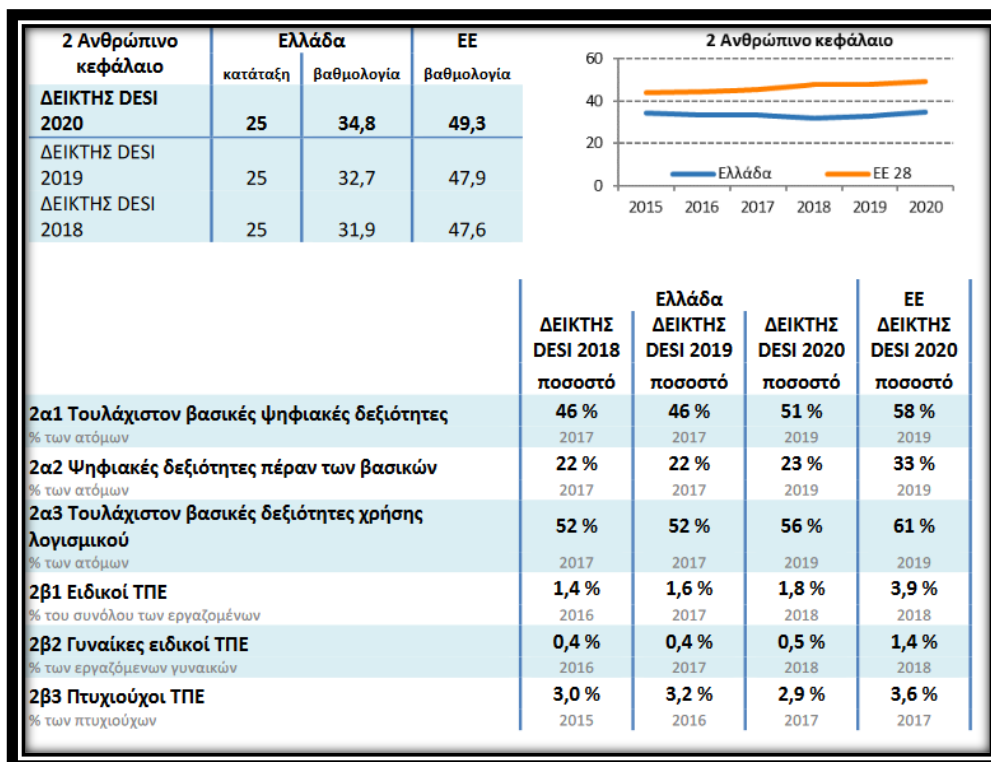 2 Ανθρώπινο κεφάλαιο
Ελλάδα
ΕΕ
κατάταξη
βαθμολογία
βαθμολογία
ΔΕΙΚΤΗΣ DESI 2020
25
34,8
49,3
ΔΕΙΚΤΗΣ DESI 2019
25
32,7
47,9
ΔΕΙΚΤΗΣ DESI 2018
25
31,9
47,6
2 Ανθρώπινο κεφάλαιο
60
40
20
0
Ελλάδα
ΕΕ 28
2015 2016 2017 2018 2019 2020
Ελλάδα
ΕΕ
ΔΕΙΚΤΗΣ DESI 2018
ΔΕΙΚΤΗΣ DESI 2019
ΔΕΙΚΤΗΣ DESI 2020
ΔΕΙΚΤΗΣ DESI 2020
ποσοστό ποσοστό ποσοστό ποσοστό
2α1 Τουλάχιστον βασικές ψηφιακές δεξιότητες 46 % 46 % 51 % 58 %
% των ατόμων 2017 2017 2019 2019
2α2 Ψηφιακές δεξιότητες πέραν των βασικών 22 % 22 % 23 % 33 %
% των ατόμων 2017 2017 2019 2019
2α3 Τουλάχιστον βασικές δεξιότητες χρήσης
λογισμικού 52 % 52 % 56 % 61 %
% των ατόμων 2017 2017 2019 2019
2β1 Ειδικοί ΤΠΕ 1,4 % 1,6 % 1,8 % 3,9 %
% του συνόλου των εργαζομένων 2016 2017 2018 2018
2β2 Γυναίκες ειδικοί ΤΠΕ 0,4 % 0,4 % 0,5 % 1,4 %
% των εργαζόμενων γυναικών 2016 2017 2018 2018
2β3 Πτυχιούχοι ΤΠΕ 3,0 % 3,2 % 2,9 % 3,6 %
% των πτυχιούχων 2015 2016 2017 2017